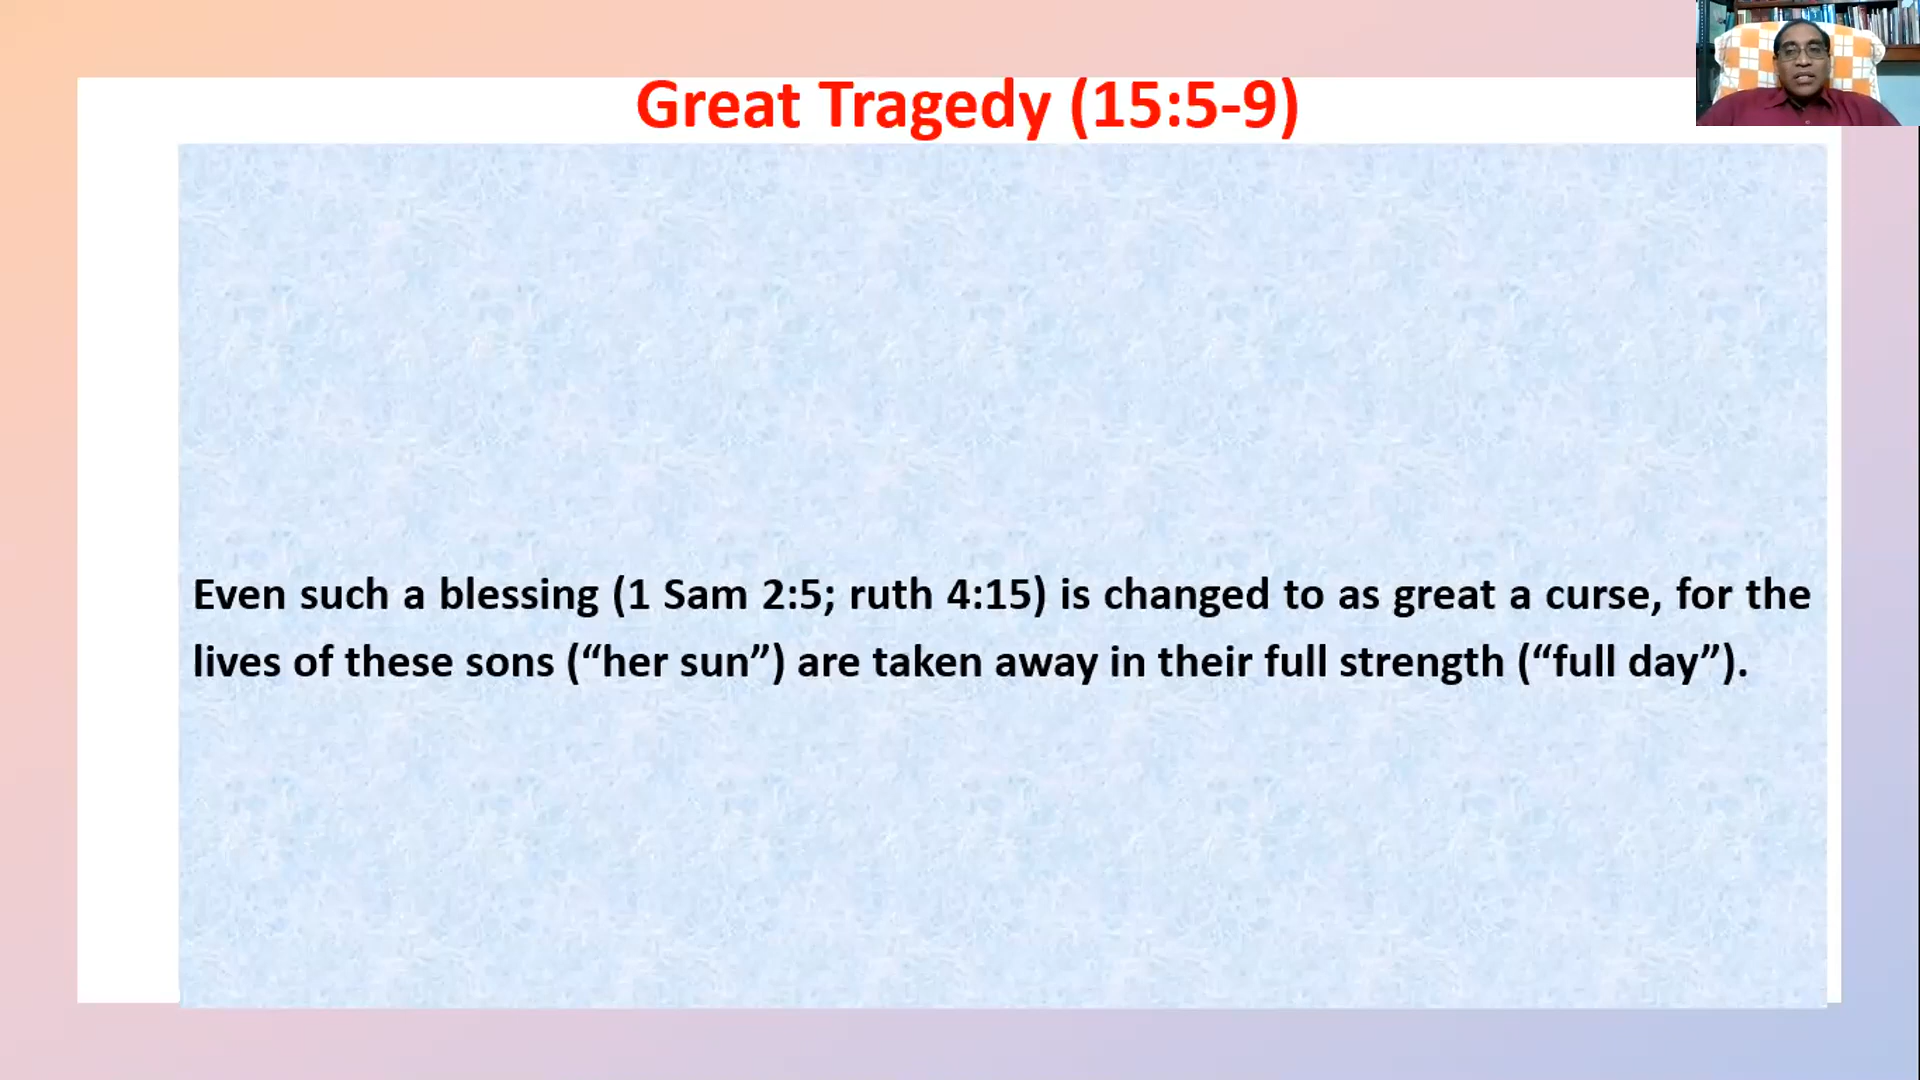 Great Tragedy (15:5-9)
Even such a blessing (1 Sam 2:5; ruth 4:15) is changed to as great a curse, for the
lives of these sons (“her sun”) are taken away in their full strength (“full day”).